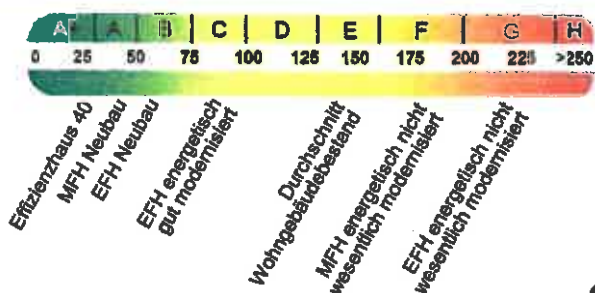 A+ A B C D E F G H
0 25 50 75 100 125 150 175 200 225 >250
Effizienzhaus 40
MFH Neubau
EFH Neubau
EFH energetisch
gut modernisiert
Durchschnitt
Wohngebäudebestand
MFH energetisch nicht
wesentlich modernisiert
EFH energetisch nicht
wesentlich modernisiert